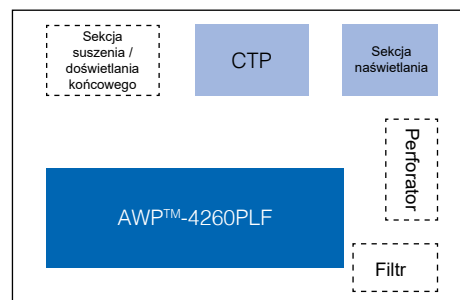 Sekcja
suszenia /
doświetlania
końcowego
CTP
Sekcja
naświetlania
Perforator
AWP™-4260PLF
Filtr